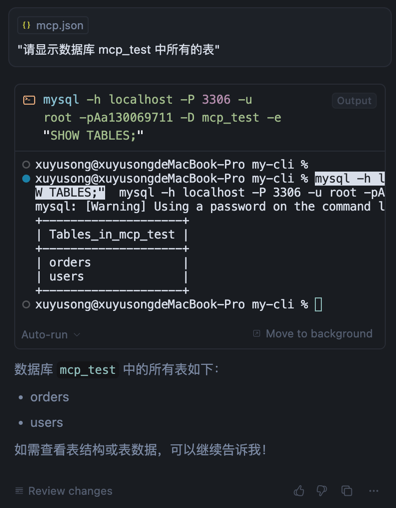 {} mcp.json
"请显示数据库 mcp_test 中所有的表"
mysql -h localhost -P 3306 -u
Output
root -pAa130069711 -D mcp_test -e
"SHOW TABLES;"
xuyusong@xuyusongdeMacBook-Pro my-cli %
xuyusong@xuyusongdeMacBook-Pro my-cli % mysql -h l
W TABLES;"  mysql -h localhost -P 3306 -u root -pA
mysql: [Warning] Using a password on the command l
+--------------------+
| Tables_in_mcp_test |
+--------------------+
| orders             |
| users              |
+--------------------+
xuyusong@xuyusongdeMacBook-Pro my-cli %
Auto-run
Move to background
数据库 mcp_test 中的所有表如下：
• orders
• users
如需查看表结构或表数据，可以继续告诉我！
Review changes